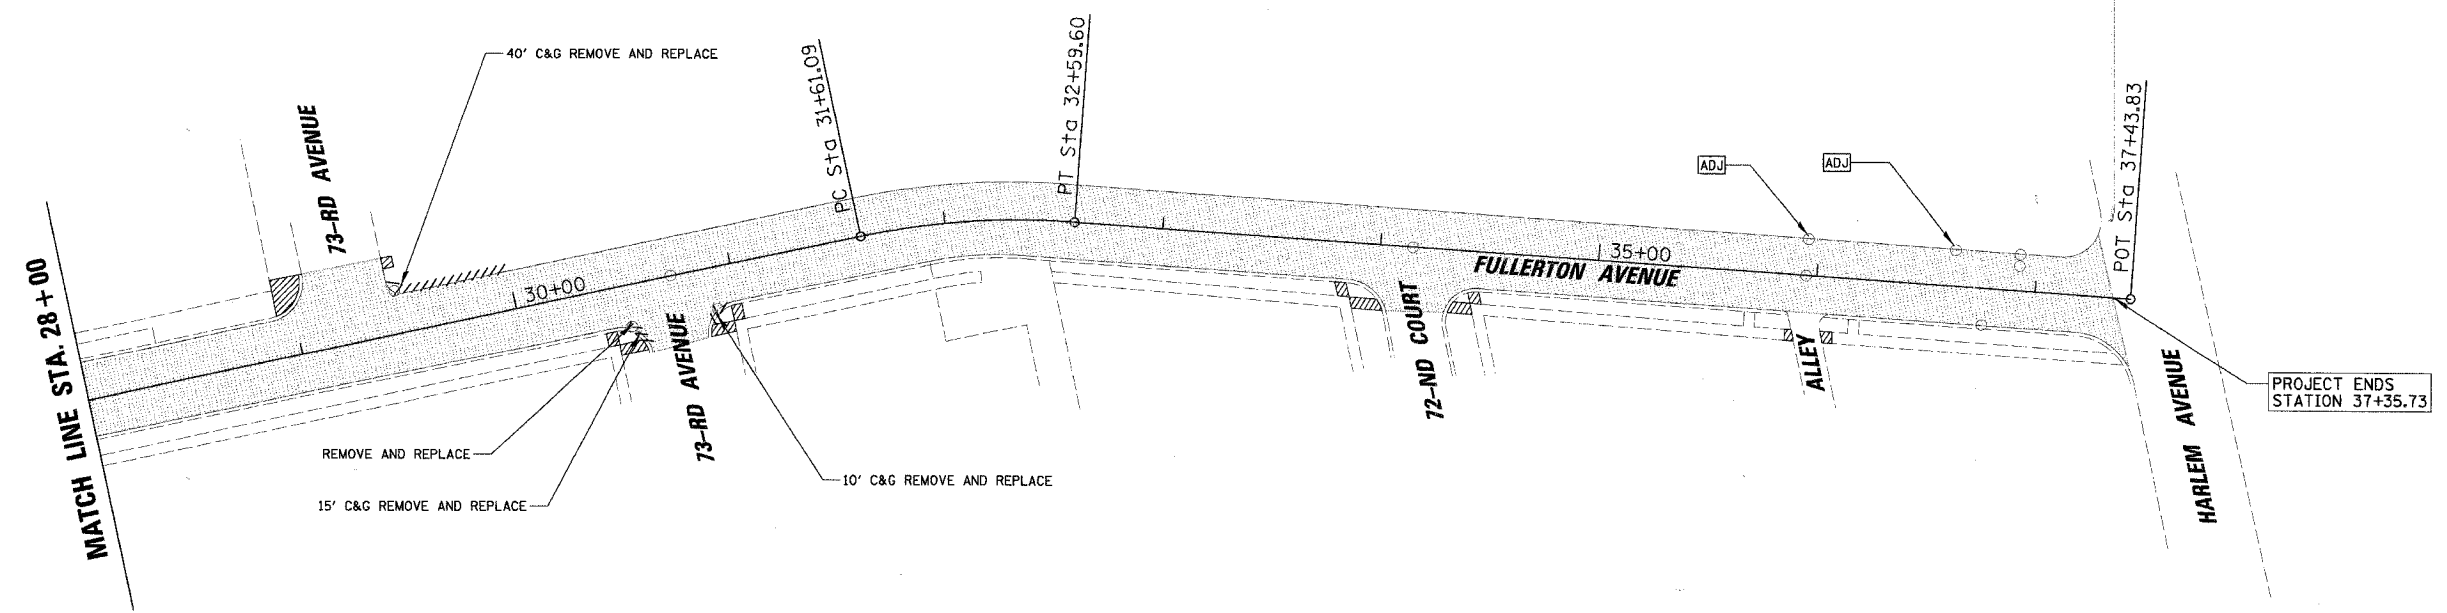 40' C&G REMOVE AND REPLACE
73-RD AVENUE
PC Sta 31+61.09
PT Sta 32+59.60
ADJ
ADJ
POT Sta 37+43.83
MATCH LINE STA. 28+00
30+00
35+00
FULLERTON AVENUE
73-RD AVENUE
72-ND COURT
ALLEY
HARLEM AVENUE
PROJECT ENDS
STATION 37+35.73
REMOVE AND REPLACE
15' C&G REMOVE AND REPLACE
10' C&G REMOVE AND REPLACE